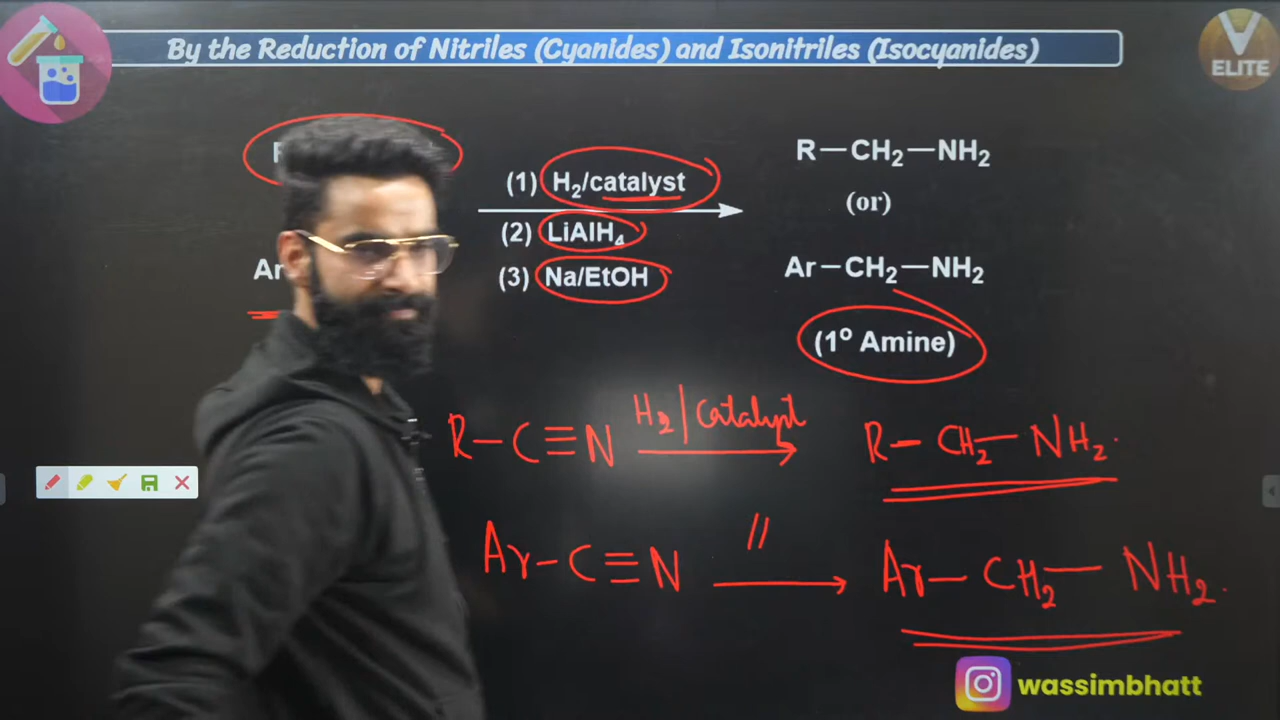 By the Reduction of Nitriles (Cyanides) and Isonitriles (Isocyanides)
V
ELITE
(1) H₂/catalyst
(2) LiAlH₄
(3) Na/EtOH
R—CH₂—NH₂
(or)
Ar
Ar—CH₂—NH₂
(1º Amine)
R—C≡N H₂/Catalyst R—CH₂—NH₂.
Ar—C≡N // Ar—CH₂—NH₂.
wassimbhatt